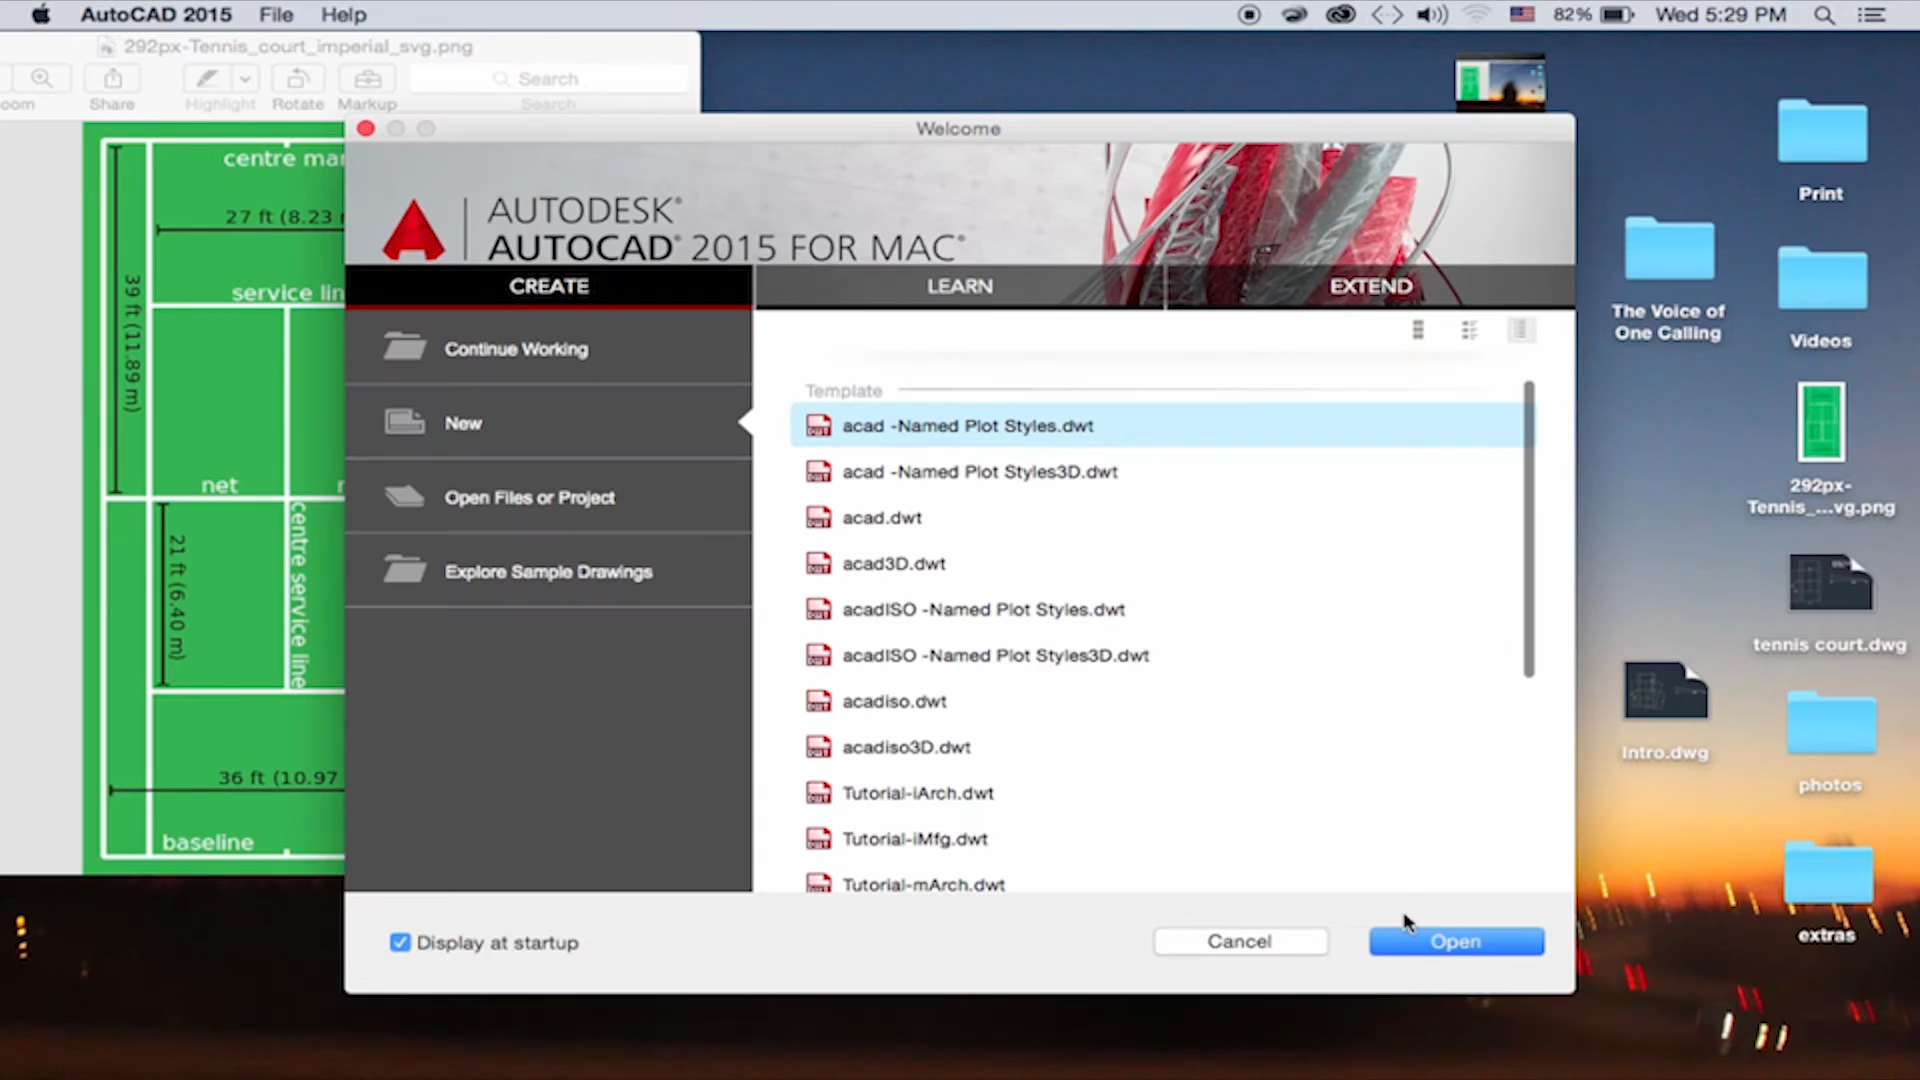 AutoCAD 2015 File Help 82% Wed 5:29 PM
292px-Tennis_court_imperial_svg.png
Search
oom Share Highlight Rotate Markup Search
centre mar
27 ft (8.23
39 ft (11.89 m)
service lin
net
21 ft (6.40 m)
centre service line
36 ft (10.97
baseline
Welcome
AUTODESK®
AUTOCAD® 2015 FOR MAC®
CREATE LEARN EXTEND
Continue Working
New
Open Files or Project
Explore Sample Drawings
Template
acad -Named Plot Styles.dwt
acad -Named Plot Styles3D.dwt
acad.dwt
acad3D.dwt
acadISO -Named Plot Styles.dwt
acadISO -Named Plot Styles3D.dwt
acadiso.dwt
acadiso3D.dwt
Tutorial-iArch.dwt
Tutorial-iMfg.dwt
Tutorial-mArch.dwt
Display at startup
Cancel
Open
Print
The Voice of
One Calling
Videos
292px-
Tennis_...vg.png
tennis court.dwg
Intro.dwg
photos
extras